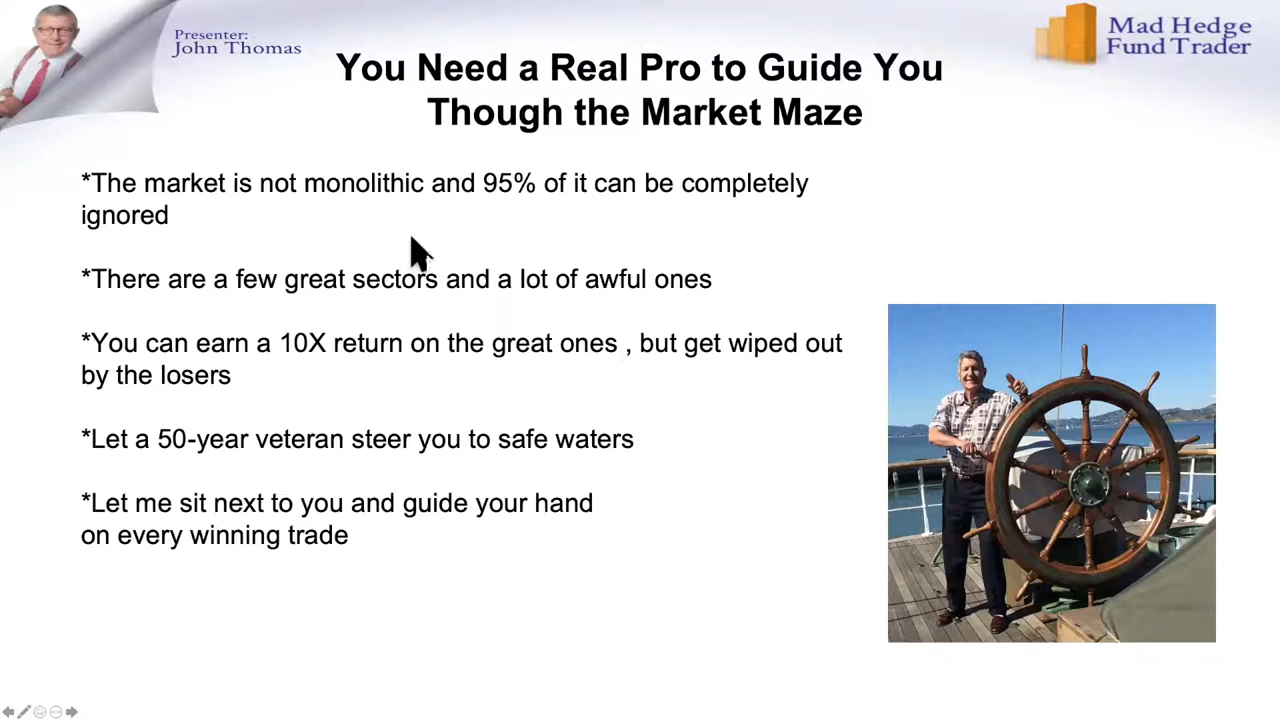 Presenter:
John Thomas
Mad Hedge
Fund Trader
You Need a Real Pro to Guide You
Though the Market Maze
*The market is not monolithic and 95% of it can be completely
ignored
*There are a few great sectors and a lot of awful ones
*You can earn a 10X return on the great ones , but get wiped out
by the losers
*Let a 50-year veteran steer you to safe waters
*Let me sit next to you and guide your hand
on every winning trade